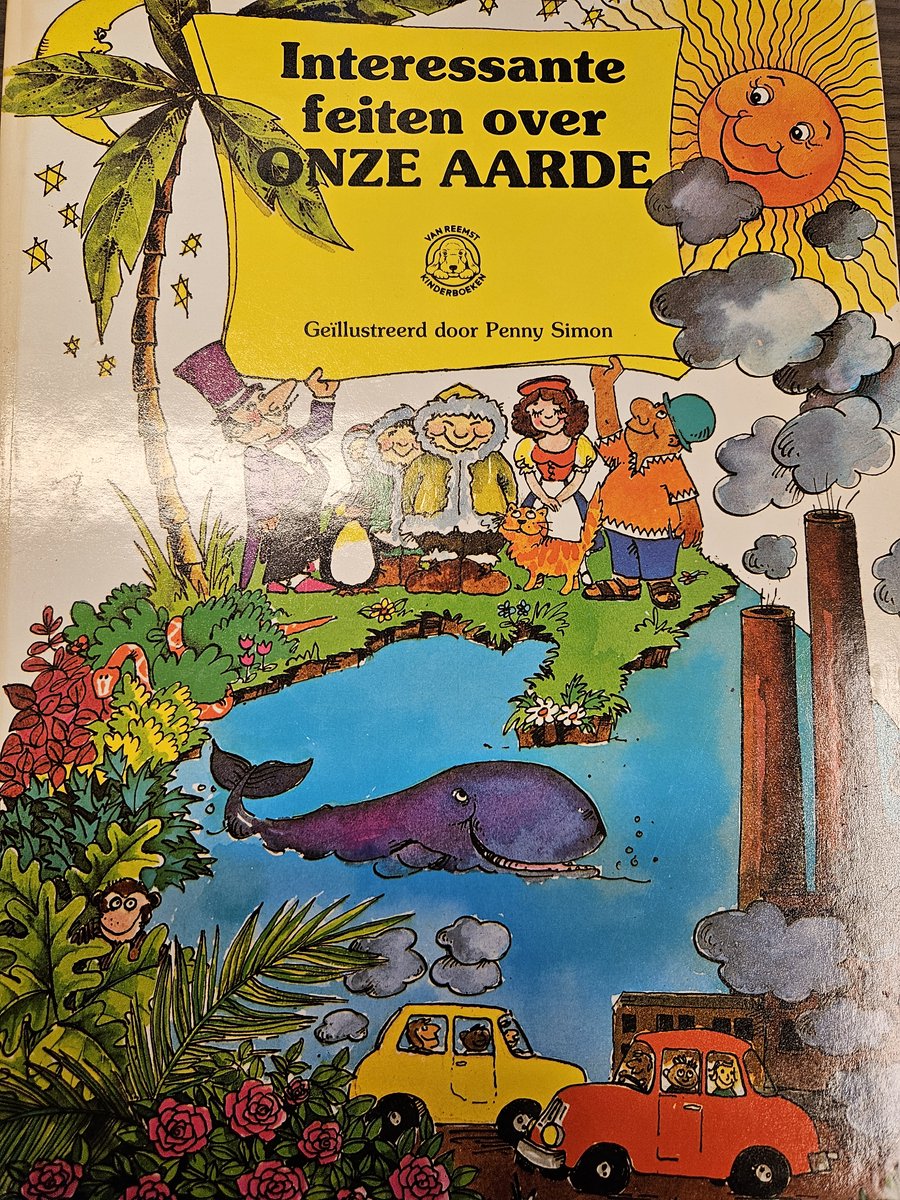 Interessante
feiten over
ONZE AARDE
VAN REEMST
KINDERBOEKEN
Geïllustreerd door Penny Simon